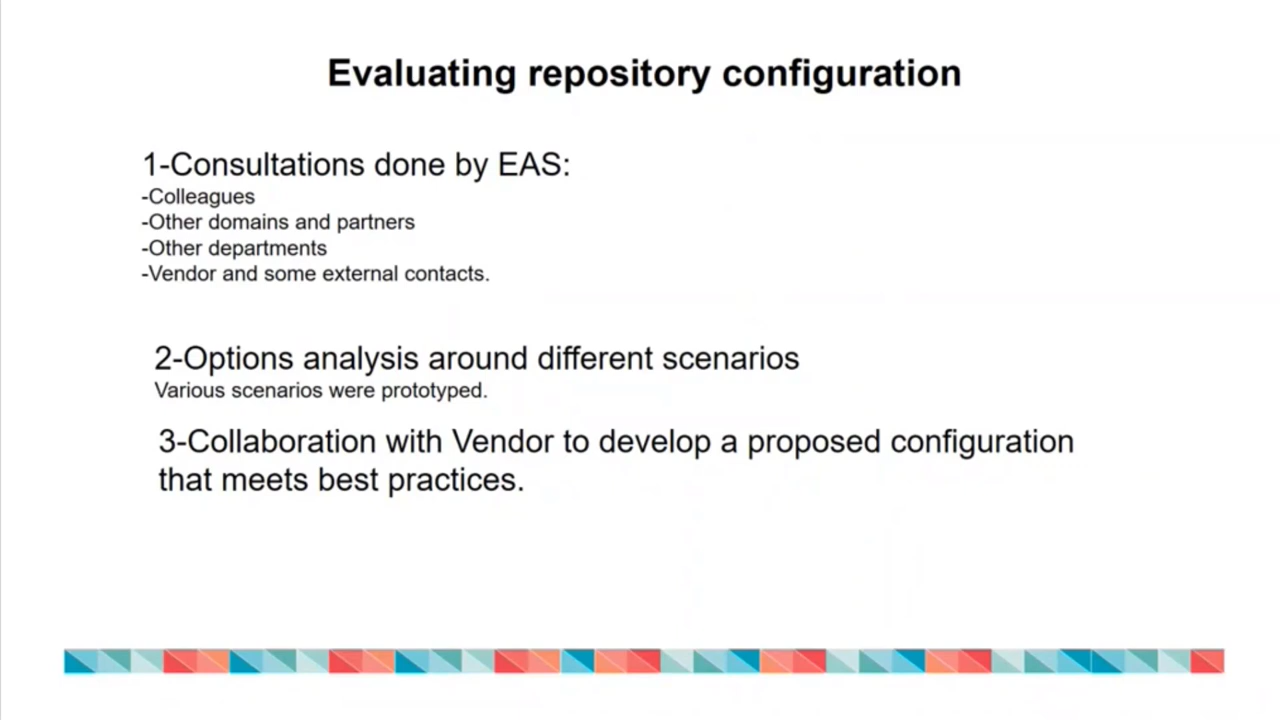 Evaluating repository configuration
1-Consultations done by EAS:
-Colleagues
-Other domains and partners
-Other departments
-Vendor and some external contacts.
2-Options analysis around different scenarios
Various scenarios were prototyped.
3-Collaboration with Vendor to develop a proposed configuration
that meets best practices.